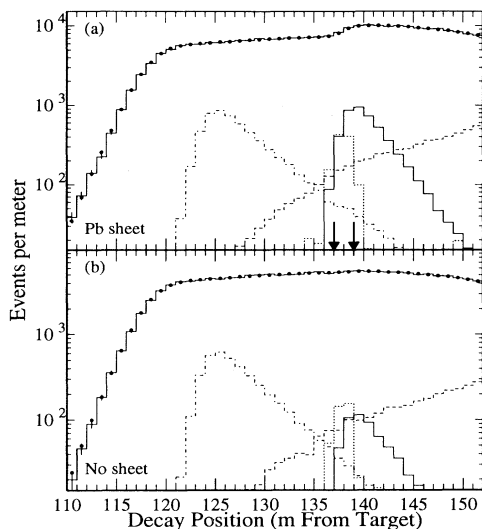 (a)
10^4
10^3
10^2
Pb sheet
Events per meter
(b)
10^3
10^2
No sheet
110 115 120 125 130 135 140 145 150
Decay Position (m From Target)